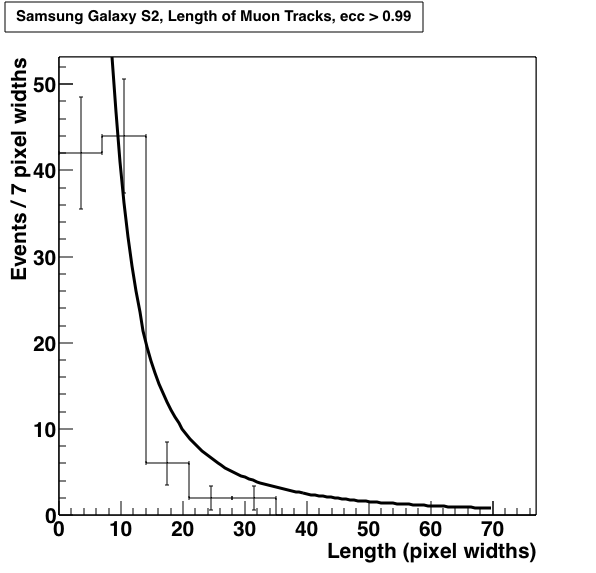 Samsung Galaxy S2, Length of Muon Tracks, ecc > 0.99
Events / 7 pixel widths
50
40
30
20
10
0
0 10 20 30 40 50 60 70
Length (pixel widths)